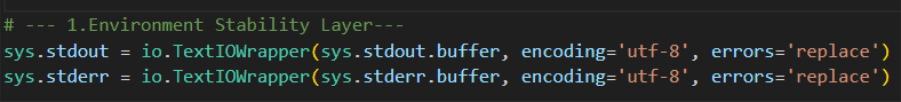 # --- 1.Environment Stability Layer---
sys.stdout = io.TextIOWrapper(sys.stdout.buffer, encoding='utf-8', errors='replace')
sys.stderr = io.TextIOWrapper(sys.stderr.buffer, encoding='utf-8', errors='replace')